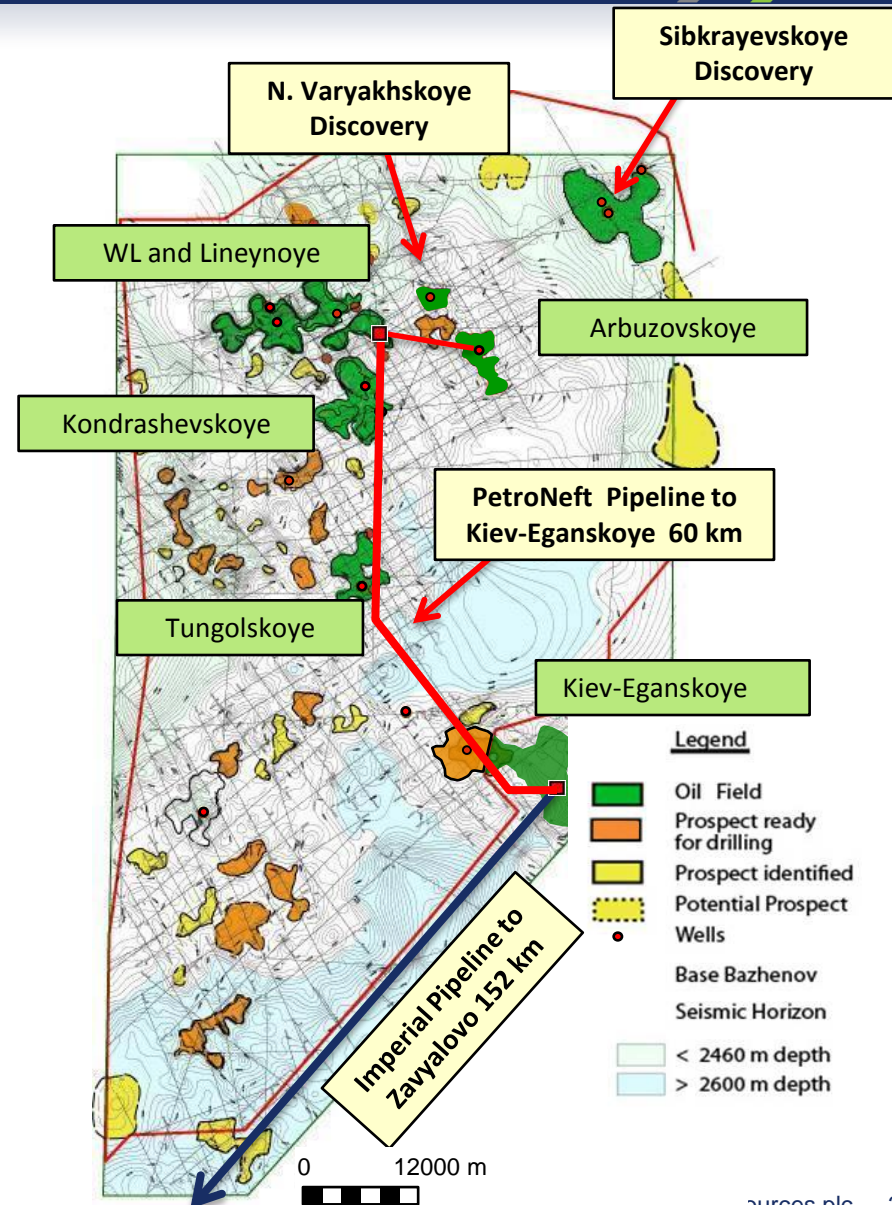 Sibkrayevskoye
Discovery
N. Varyakhskoye
Discovery
WL and Lineynoye
Arbuzovskoye
Kondrashevskoye
PetroNeft Pipeline to
Kiev-Eganskoye 60 km
Tungolskoye
Kiev-Eganskoye
Legend
Oil Field
Prospect ready
for drilling
Prospect identified
Potential Prospect
Wells
Base Bazhenov
Seismic Horizon
< 2460 m depth
> 2600 m depth
Imperial Pipeline to
Zavyalovo 152 km
0 12000 m
plc